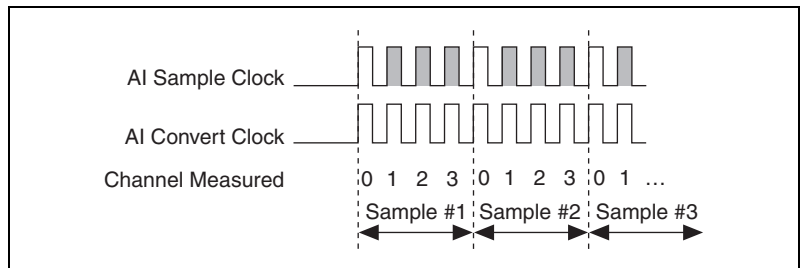 AI Sample Clock
AI Convert Clock
Channel Measured 0 1 2 3 0 1 2 3 0 1 …
Sample #1 Sample #2 Sample #3